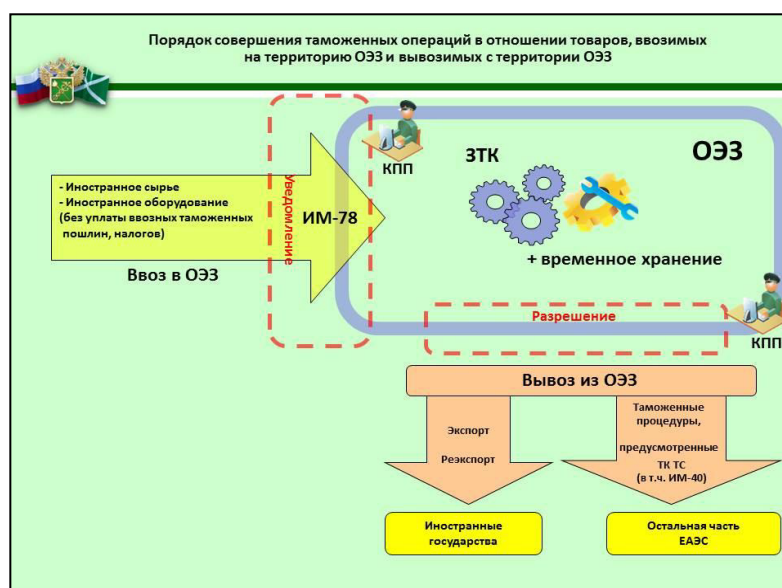 Порядок совершения таможенных операций в отношении товаров, ввозимых
на территорию ОЭЗ и вывозимых с территории ОЭЗ
- Иностранное сырье
- Иностранное оборудование
(без уплаты ввозных таможенных
пошлин, налогов)
Ввоз в ОЭЗ
Уведомление
ИМ-78
КПП
ЗТК
ОЭЗ
+ временное хранение
Разрешение
КПП
Вывоз из ОЭЗ
Экспорт
Реэкспорт
Таможенные
процедуры,
предусмотренные
ТК ТС
(в т.ч. ИМ-40)
Иностранные
государства
Остальная часть
ЕАЭС